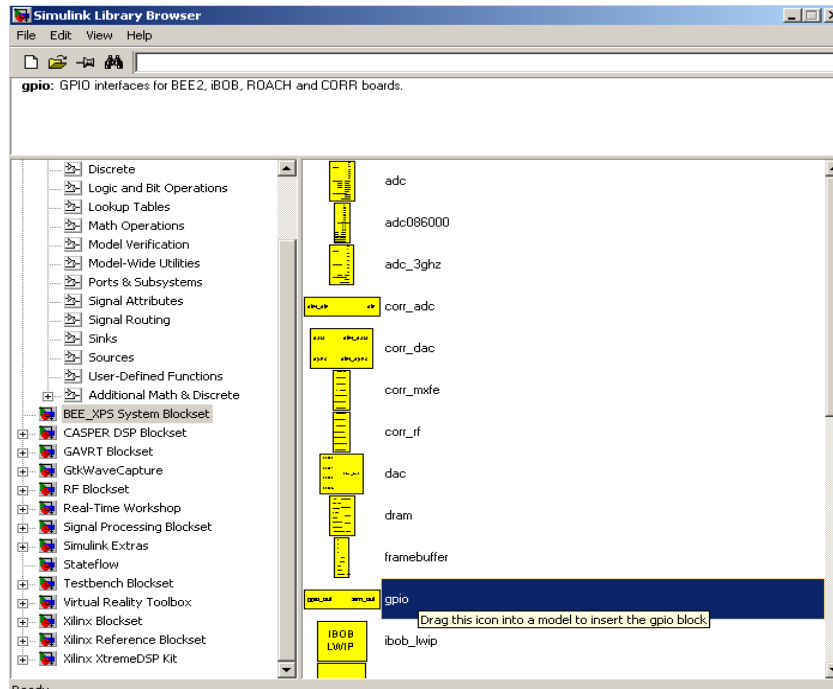 Simulink Library Browser
File Edit View Help
gpio: GPIO interfaces for BEE2, iBOB, ROACH and CORR boards.
Discrete
Logic and Bit Operations
Lookup Tables
Math Operations
Model Verification
Model-Wide Utilities
Ports & Subsystems
Signal Attributes
Signal Routing
Sinks
Sources
User-Defined Functions
Additional Math & Discrete
BEE_XPS System Blockset
CASPER DSP Blockset
GAVRT Blockset
GtkWaveCapture
RF Blockset
Real-Time Workshop
Signal Processing Blockset
Simulink Extras
Stateflow
Testbench Blockset
Virtual Reality Toolbox
Xilinx Blockset
Xilinx Reference Blockset
Xilinx XtremeDSP Kit
adc
adc086000
adc_3ghz
corr_adc
corr_dac
corr_mxfe
corr_rf
dac
dram
framebuffer
gpio_out sim_out gpio
Drag this icon into a model to insert the gpio block
IBOB
LWIP
ibob_lwip
Ready